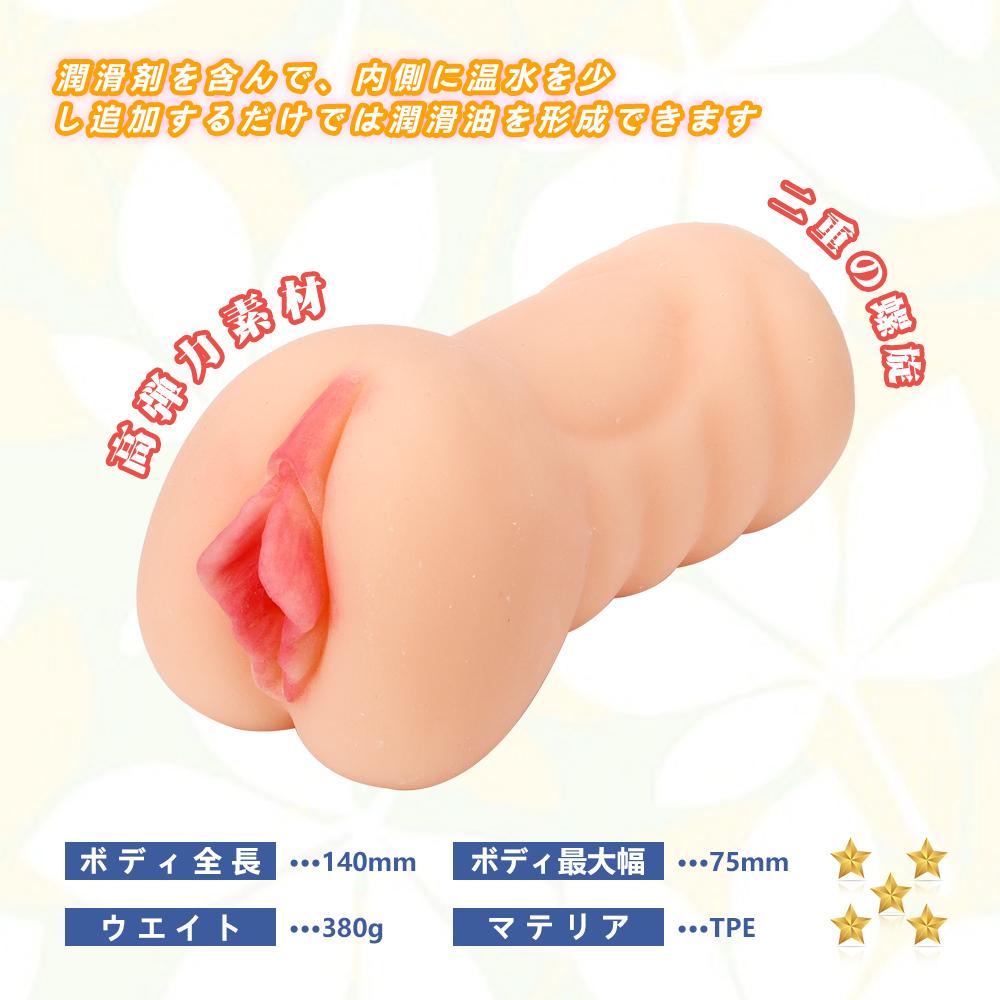 潤滑剤を含んで、内側に温水を少
し追加するだけでは潤滑油を形成できます
二重の螺旋
高弾力素材
ボディ全長 •••140mm
ボディ最大幅 •••75mm
ウエイト •••380g
マテリア •••TPE